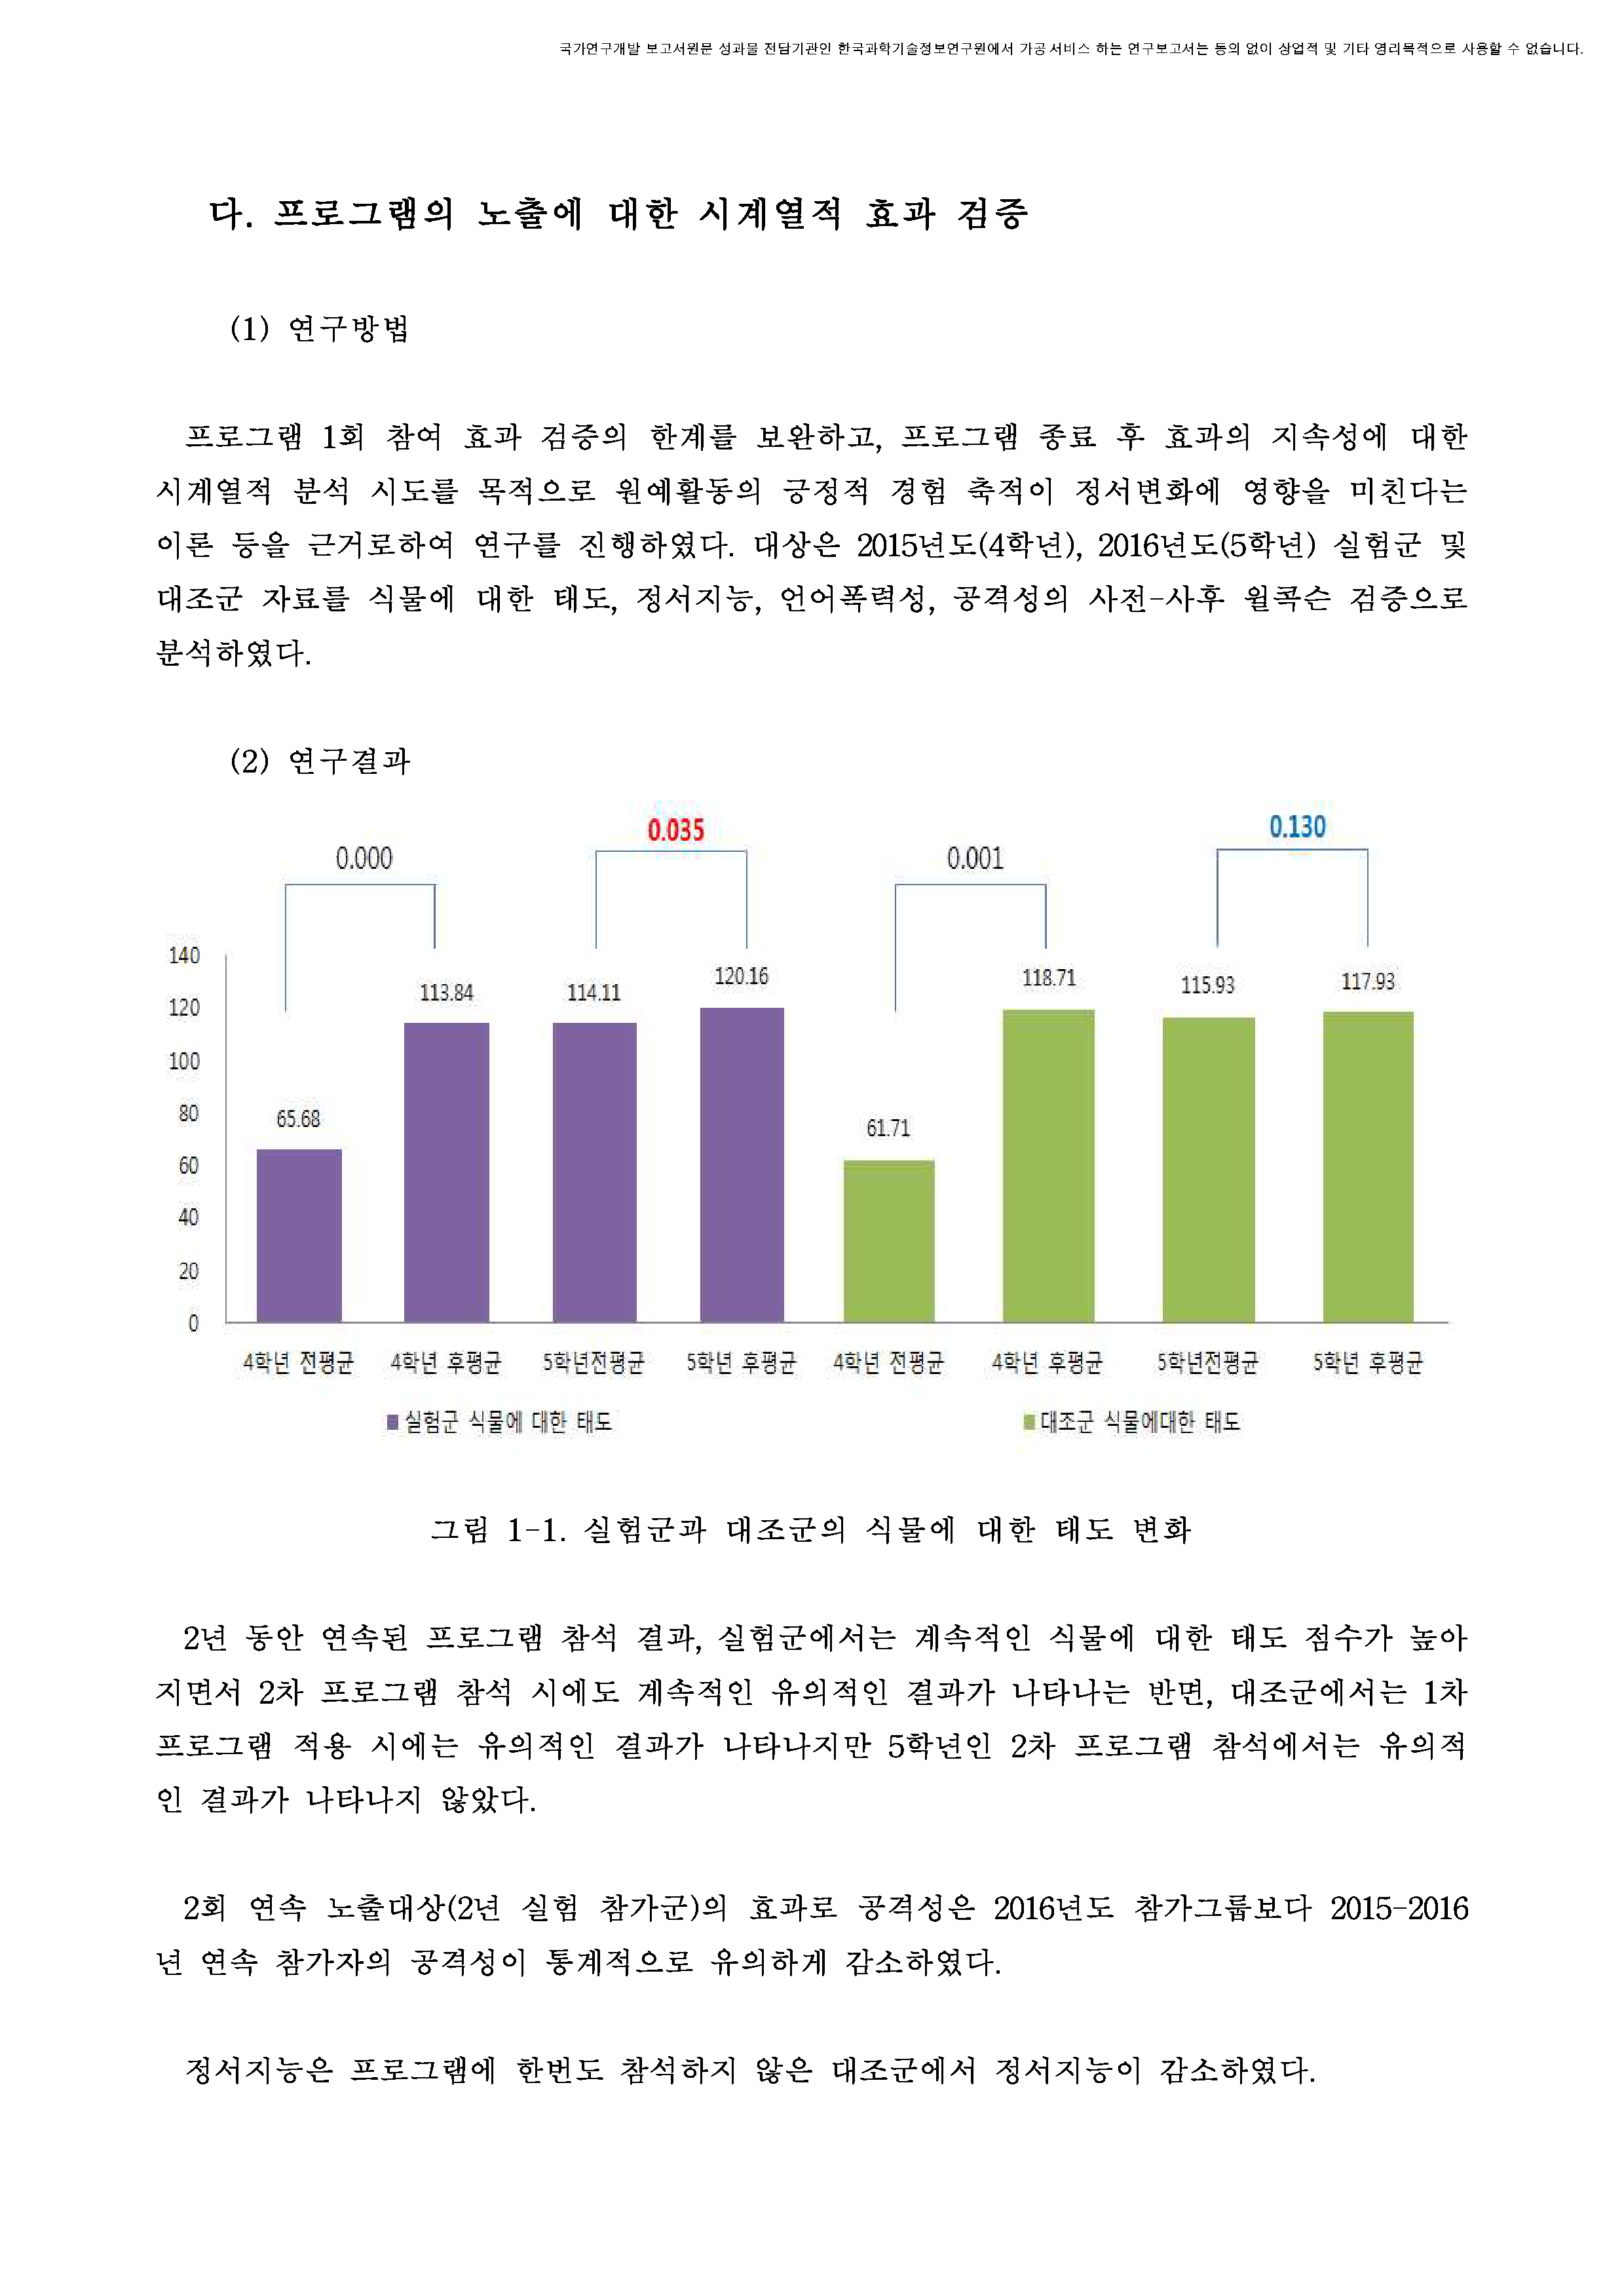 국가연구개발 보고서원문 성과물 전담기관인 한국과학기술정보연구원에서 가공·서비스 하는 연구보고서는 동의 없이 상업적 및 기타 영리목적으로 사용할 수 없습니다.
다. 프로그램의 노출에 대한 시계열적 효과 검증
(1) 연구방법
프로그램 1회 참여 효과 검증의 한계를 보완하고, 프로그램 종료 후 효과의 지속성에 대한
시계열적 분석 시도를 목적으로 원예활동의 긍정적 경험 축적이 정서변화에 영향을 미친다는
이론 등을 근거로하여 연구를 진행하였다. 대상은 2015년도(4학년), 2016년도(5학년) 실험군 및
대조군 자료를 식물에 대한 태도, 정서지능, 언어폭력성, 공격성의 사전-사후 윌콕슨 검증으로
분석하였다.
(2) 연구결과
0.000 0.035 0.001 0.130
140
120
100
80
60
40
20
0
65.68 113.84 114.11 120.16 61.71 118.71 115.93 117.93
4학년 전평균 4학년 후평균 5학년전평균 5학년 후평균 4학년 전평균 4학년 후평균 5학년전평균 5학년 후평균
실험군 식물에 대한 태도 대조군 식물에대한 태도
그림 1-1. 실험군과 대조군의 식물에 대한 태도 변화
2년 동안 연속된 프로그램 참석 결과, 실험군에서는 계속적인 식물에 대한 태도 점수가 높아
지면서 2차 프로그램 참석 시에도 계속적인 유의적인 결과가 나타나는 반면, 대조군에서는 1차
프로그램 적용 시에는 유의적인 결과가 나타나지만 5학년인 2차 프로그램 참석에서는 유의적
인 결과가 나타나지 않았다.
2회 연속 노출대상(2년 실험 참가군)의 효과로 공격성은 2016년도 참가그룹보다 2015-2016
년 연속 참가자의 공격성이 통계적으로 유의하게 감소하였다.
정서지능은 프로그램에 한번도 참석하지 않은 대조군에서 정서지능이 감소하였다.